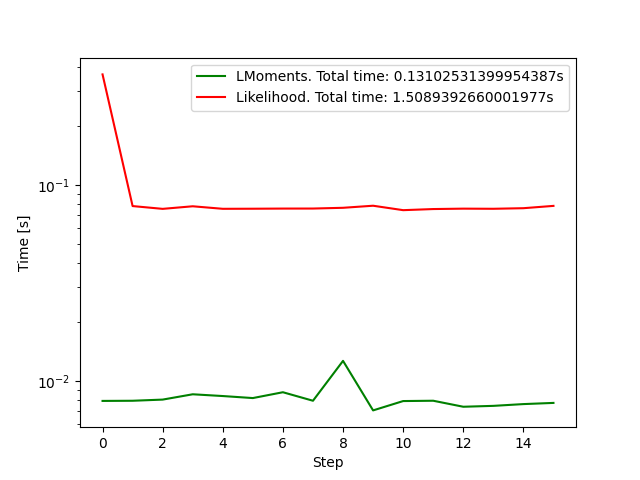 LMoments. Total time: 0.13102531399954387s
Likelihood. Total time: 1.5089392660001977s
10⁻¹
10⁻²
Time [s]
0 2 4 6 8 10 12 14
Step